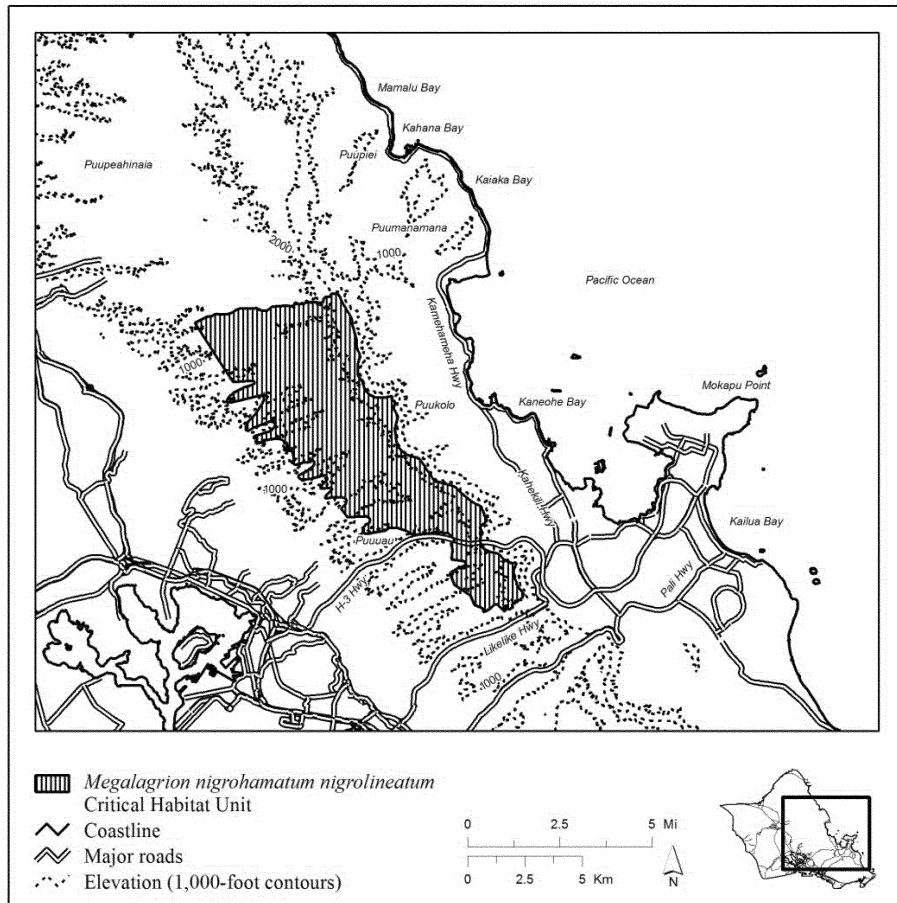 Mamalu Bay
Kahana Bay
Puupiei
Puupeahinaia
Kaiaka Bay
Puumanamana
2000
1000
Pacific Ocean
Kamehameha Hwy
1000
Mokapu Point
Puukolo
Kaneohe Bay
1000
Kahekili Hwy
Kailua Bay
Puuuau
H-3 Hwy
Pali Hwy
Likelike Hwy
1000
Megalagrion nigrohamatum nigrolineatum
Critical Habitat Unit
Coastline
Major roads
Elevation (1,000-foot contours)
0 2.5 5 Mi
0 2.5 5 Km
N